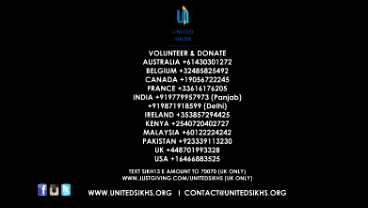 UNITED
SIKHS
VOLUNTEER & DONATE
AUSTRALIA +61430301272
BELGIUM +32485825492
CANADA +19056722245
FRANCE +33616176205
INDIA +919779957973 (Panjab)
+919871918599 (Delhi)
IRELAND +353857294425
KENYA +2540720402727
MALAYSIA +60122224242
PAKISTAN +923339113230
UK +448701993328
USA +16466883525
TEXT SIKH13 £ AMOUNT TO 70070 (UK ONLY)
WWW.JUSTGIVING.COM/UNITEDSIKHS (UK ONLY)
WWW.UNITEDSIKHS.ORG I CONTACT@UNITEDSIKHS.ORG